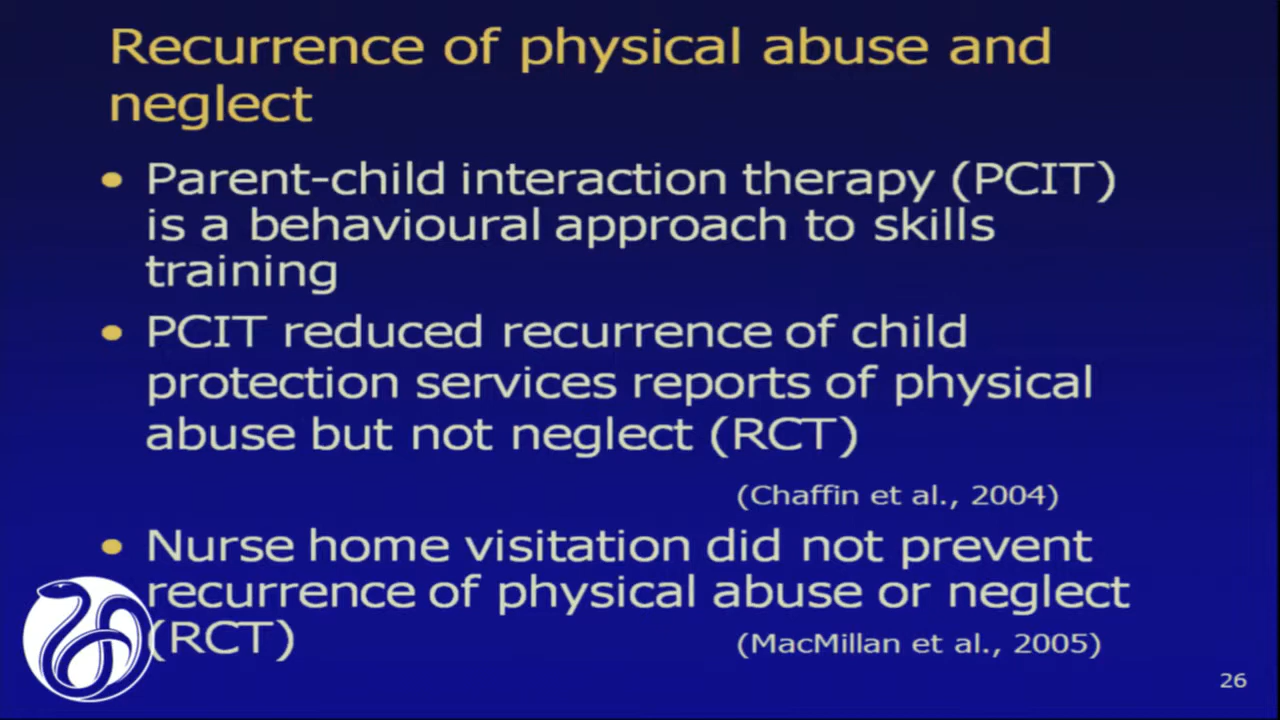 Recurrence of physical abuse and
neglect
• Parent-child interaction therapy (PCIT)
is a behavioural approach to skills
training
• PCIT reduced recurrence of child
protection services reports of physical
abuse but not neglect (RCT)
(Chaffin et al., 2004)
• Nurse home visitation did not prevent
recurrence of physical abuse or neglect
(RCT) (MacMillan et al., 2005)
26